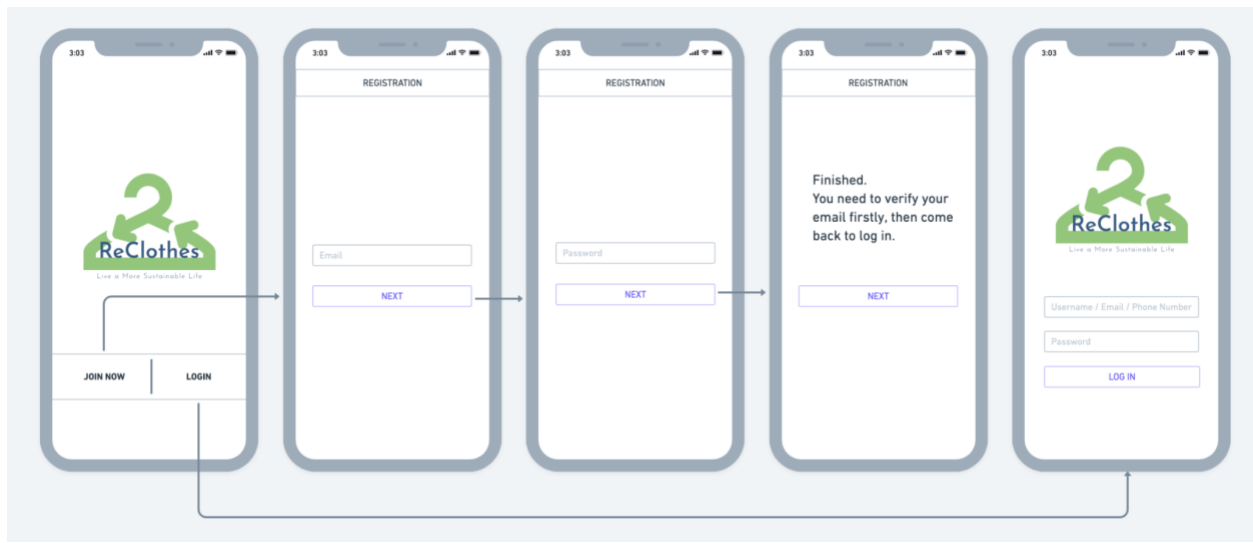 3:03
ReClothes
Live a More Sustainable Life
JOIN NOW
LOGIN
3:03
REGISTRATION
Email
NEXT
3:03
REGISTRATION
Password
NEXT
3:03
REGISTRATION
Finished.
You need to verify your
email firstly, then come
back to log in.
NEXT
3:03
ReClothes
Live a More Sustainable Life
Username / Email / Phone Number
Password
LOG IN